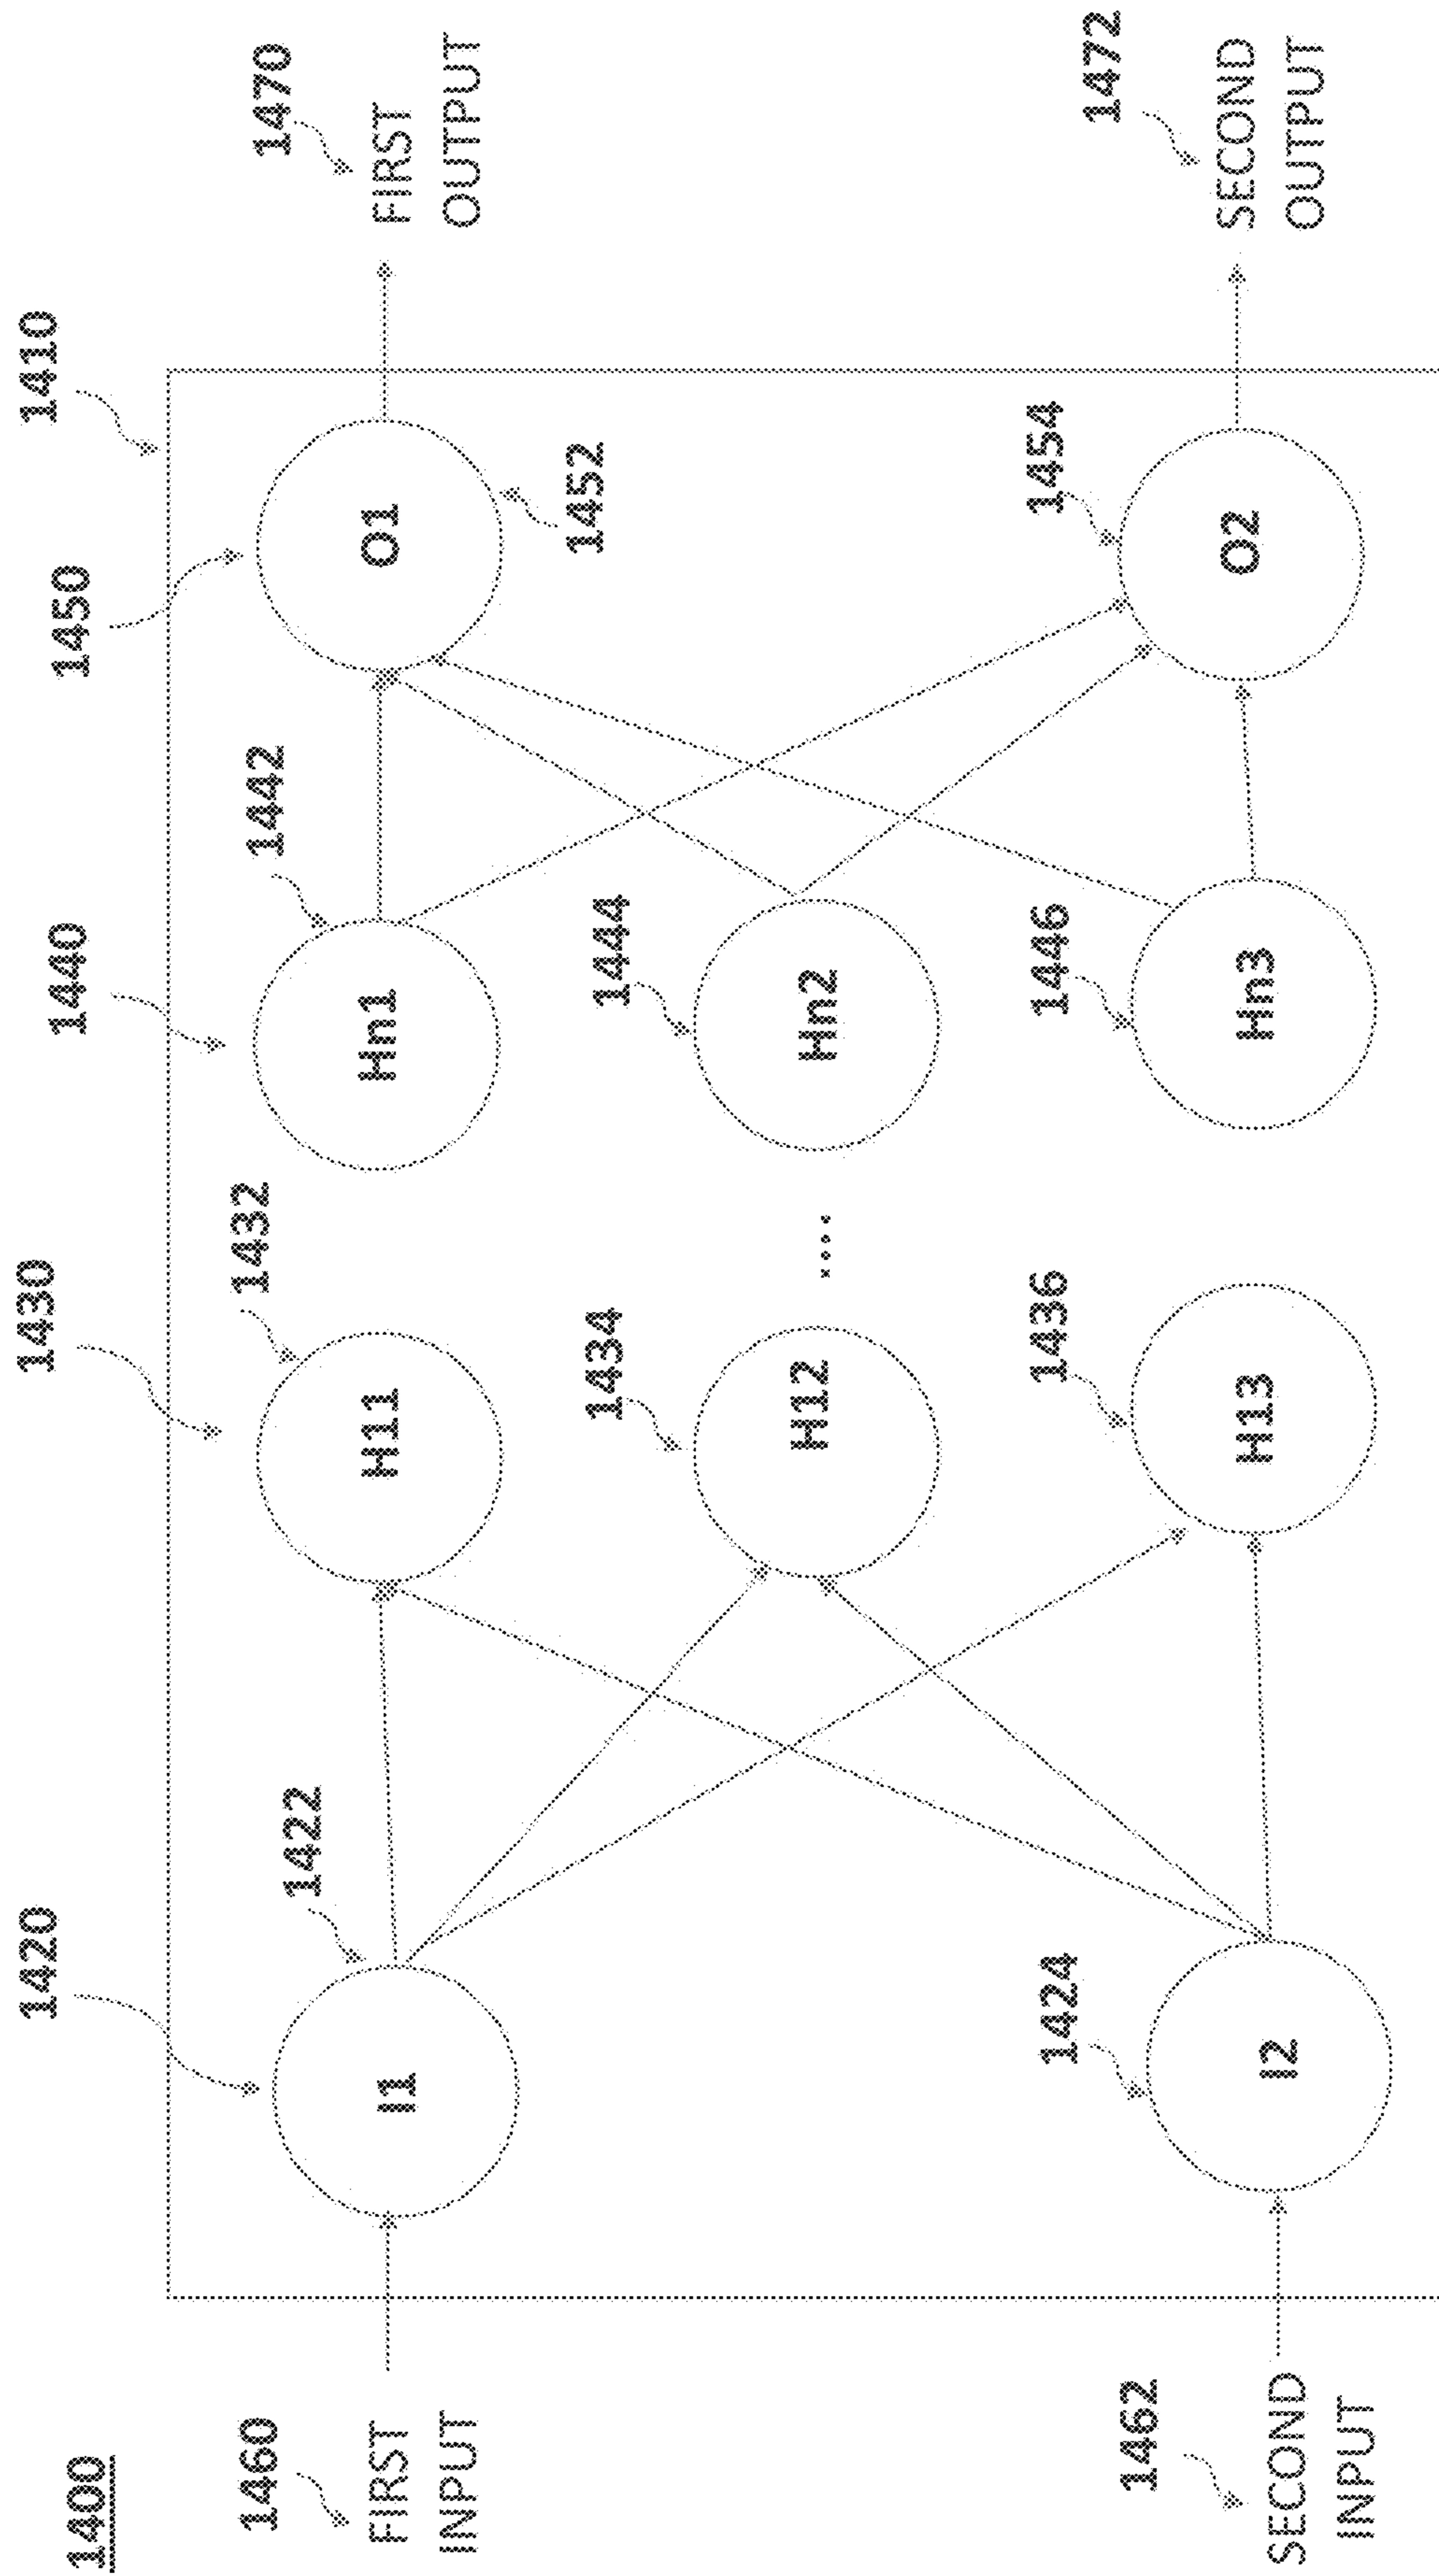 1400
1420
1430
1440
1450
1410
1460
FIRST
INPUT
1422
I1
1432
H11
1442
Hn1
O1
1452
1470
FIRST
OUTPUT
1434
H12
....
1444
Hn2
1462
SECOND
INPUT
1424
I2
1436
H13
1446
Hn3
1454
O2
1472
SECOND
OUTPUT